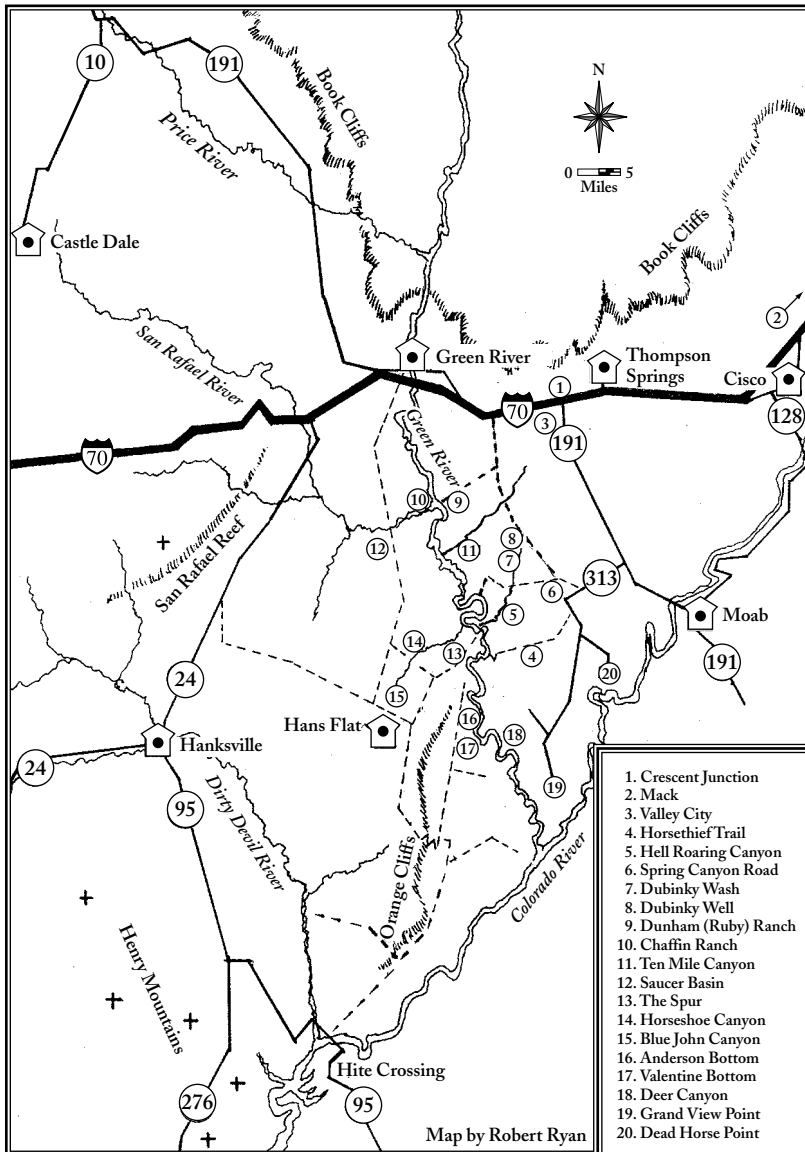 10
191
Book Cliffs
N
0 5
Miles
Price River
Book Cliffs
Castle Dale
2
San Rafael River
Green River
Thompson
Springs
Cisco
1
70
3
191
128
70
Green River
10
9
San Rafael Reef
12
11
8
7
6
313
5
Moab
14
13
4
191
24
15
20
Hans Flat
16
17
18
Hanksville
24
19
95
Dirty Devil River
Orange Cliffs
Colorado River
Henry Mountains
Hite Crossing
276
95
Map by Robert Ryan
1. Crescent Junction
2. Mack
3. Valley City
4. Horsethief Trail
5. Hell Roaring Canyon
6. Spring Canyon Road
7. Dubinky Wash
8. Dubinky Well
9. Dunham (Ruby) Ranch
10. Chaffin Ranch
11. Ten Mile Canyon
12. Saucer Basin
13. The Spur
14. Horseshoe Canyon
15. Blue John Canyon
16. Anderson Bottom
17. Valentine Bottom
18. Deer Canyon
19. Grand View Point
20. Dead Horse Point